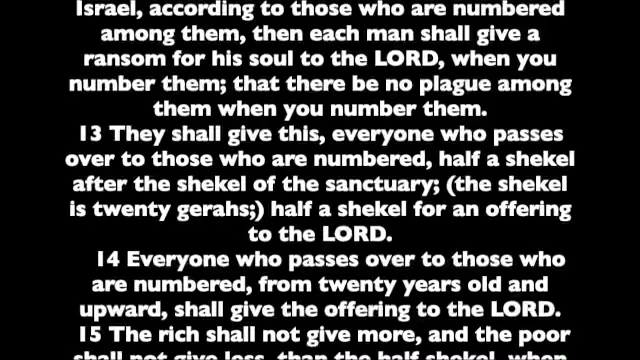 Israel, according to those who are numbered
among them, then each man shall give a
ransom for his soul to the LORD, when you
number them; that there be no plague among
them when you number them.
13 They shall give this, everyone who passes
over to those who are numbered, half a shekel
after the shekel of the sanctuary; (the shekel
is twenty gerahs;) half a shekel for an offering
to the LORD.
14 Everyone who passes over to those who
are numbered, from twenty years old and
upward, shall give the offering to the LORD.
15 The rich shall not give more, and the poor
shall not give less, than the half shekel, when